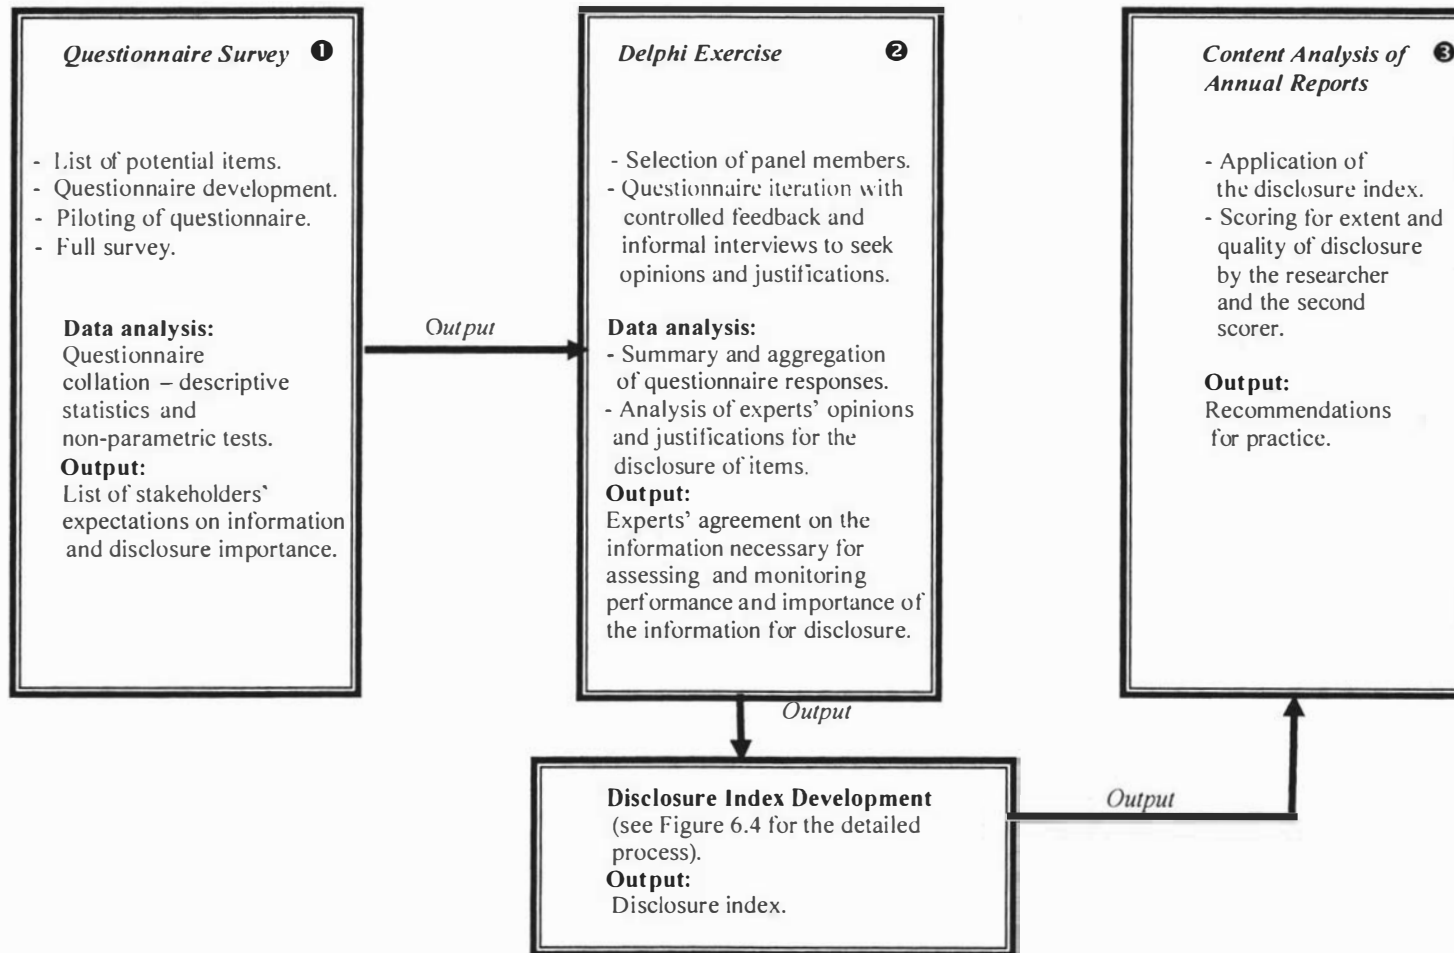 Questionnaire Survey ❶
- List of potential items.
- Questionnaire development.
- Piloting of questionnaire.
- Full survey.
Data analysis:
Questionnaire
collation – descriptive
statistics and
non-parametric tests.
Output:
List of stakeholders'
expectations on information
and disclosure importance.
Output
Delphi Exercise ❷
- Selection of panel members.
- Questionnaire iteration with
controlled feedback and
informal interviews to seek
opinions and justifications.
Data analysis:
- Summary and aggregation
of questionnaire responses.
- Analysis of experts' opinions
and justifications for the
disclosure of items.
Output:
Experts' agreement on the
information necessary for
assessing and monitoring
performance and importance of
the information for disclosure.
Output
Disclosure Index Development
(see Figure 6.4 for the detailed
process).
Output:
Disclosure index.
Output
Content Analysis of ❸
Annual Reports
- Application of
the disclosure index.
- Scoring for extent and
quality of disclosure
by the researcher
and the second
scorer.
Output:
Recommendations
for practice.